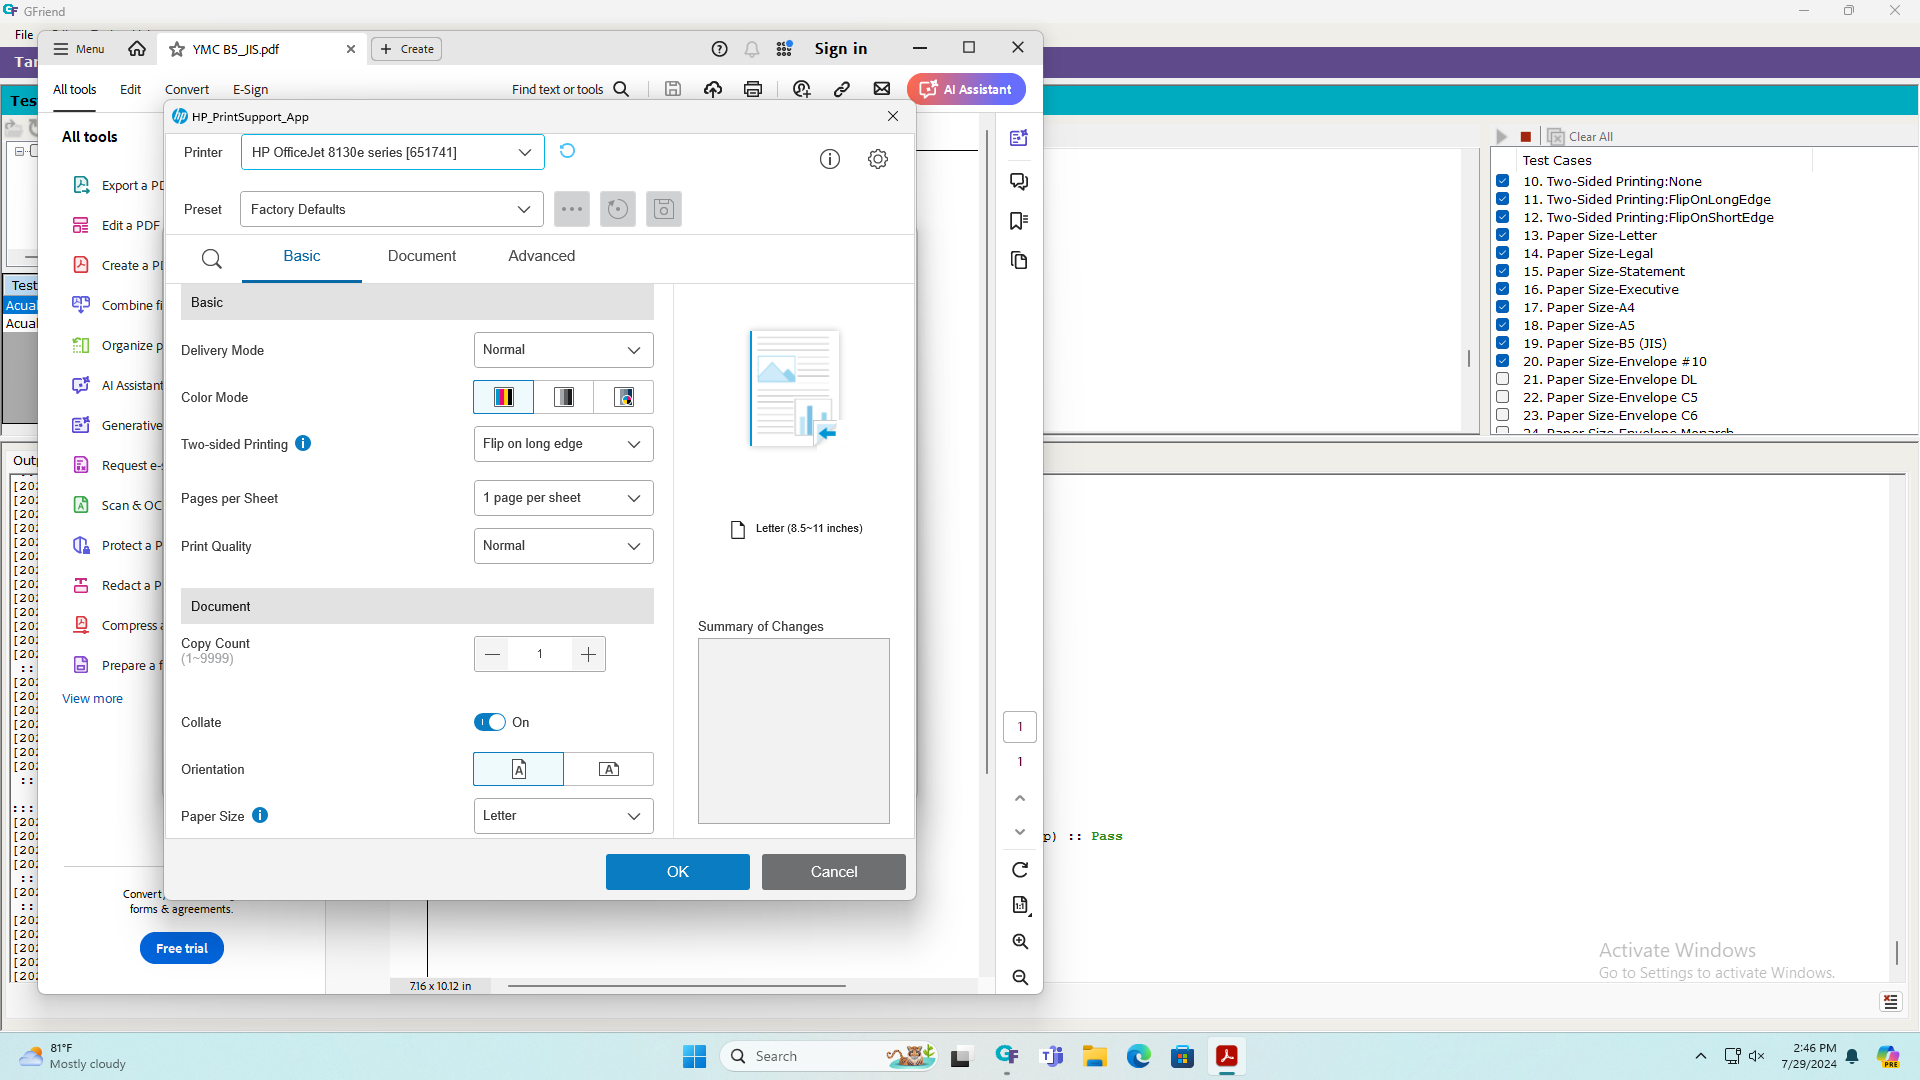 GFriend
File
Tar
Menu
YMC B5_JIS.pdf
Create
Sign in
All tools
Edit
Convert
E-Sign
Find text or tools
AI Assistant
All tools
Export a PD
Edit a PDF
Create a PD
Combine fi
Organize p
AI Assistant
Generative
Request e-s
Scan & OC
Protect a P
Redact a P
Compress a
Prepare a f
View more
Convert,
forms & agreements.
Free trial
HP_PrintSupport_App
Printer
HP OfficeJet 8130e series [651741]
Preset
Factory Defaults
Basic
Document
Advanced
Basic
Delivery Mode
Normal
Color Mode
Two-sided Printing
Flip on long edge
Pages per Sheet
1 page per sheet
Print Quality
Normal
Document
Copy Count
(1~9999)
1
Collate
On
Orientation
Paper Size
Letter
Letter (8.5~11 inches)
Summary of Changes
OK
Cancel
7.16 x 10.12 in
1
1
Tes
Test
Acual
Acual
Outp
Clear All
Test Cases
10. Two-Sided Printing:None
11. Two-Sided Printing:FlipOnLongEdge
12. Two-Sided Printing:FlipOnShortEdge
13. Paper Size-Letter
14. Paper Size-Legal
15. Paper Size-Statement
16. Paper Size-Executive
17. Paper Size-A4
18. Paper Size-A5
19. Paper Size-B5 (JIS)
20. Paper Size-Envelope #10
21. Paper Size-Envelope DL
22. Paper Size-Envelope C5
23. Paper Size-Envelope C6
24. Paper Size-Envelope Monarch
p) :: Pass
Activate Windows
Go to Settings to activate Windows.
81°F
Mostly cloudy
Search
2:46 PM
7/29/2024